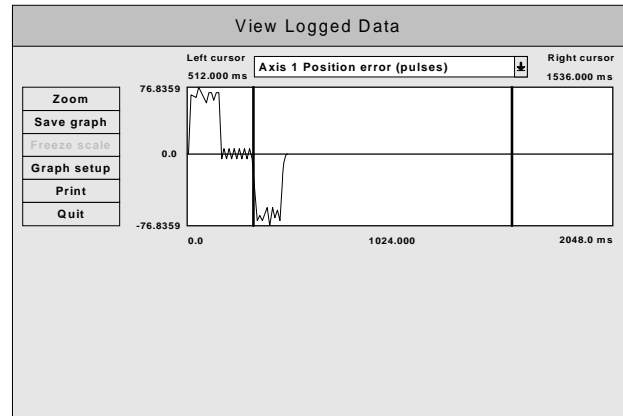 View Logged Data
Left cursor
512.000 ms
Axis 1 Position error (pulses)
Right cursor
1536.000 ms
Zoom
Save graph
Freeze scale
Graph setup
Print
Quit
76.8359
0.0
-76.8359
0.0
1024.000
2048.0 ms